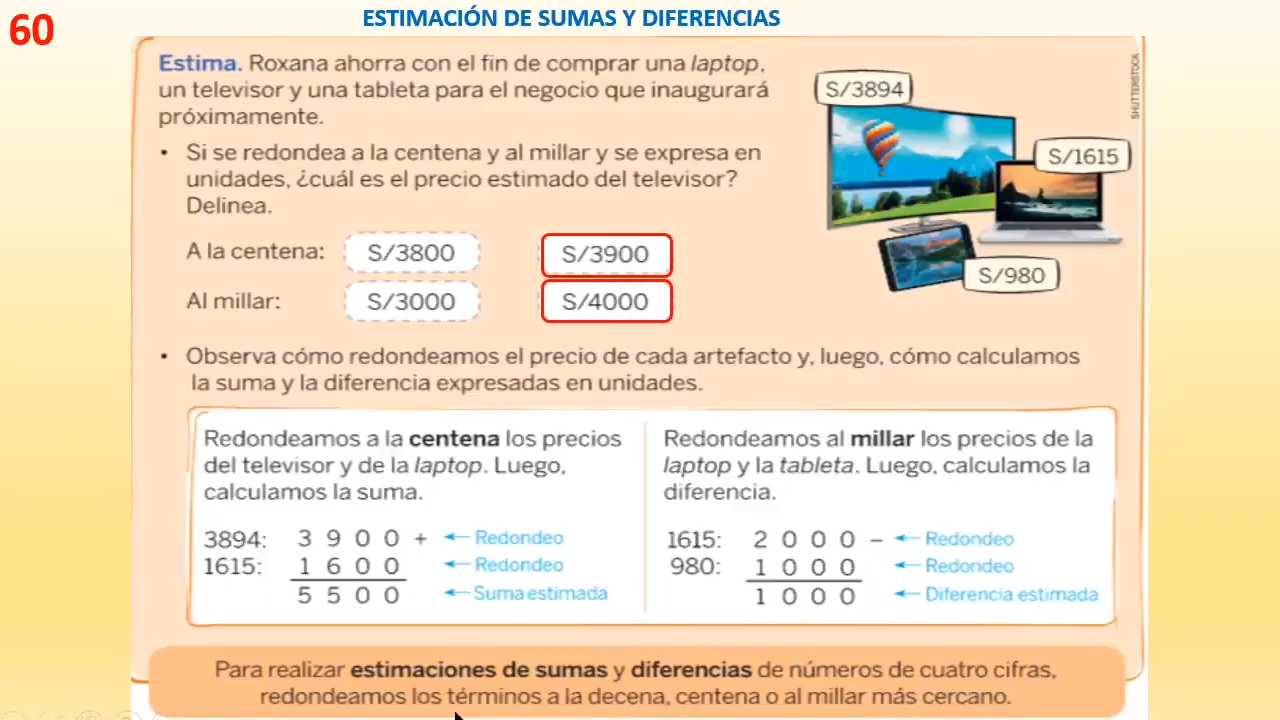 60
ESTIMACIÓN DE SUMAS Y DIFERENCIAS
Estima. Roxana ahorra con el fin de comprar una laptop,
un televisor y una tableta para el negocio que inaugurará
próximamente.
• Si se redondea a la centena y al millar y se expresa en
unidades, ¿cuál es el precio estimado del televisor?
Delinea.
A la centena: S/3800 S/3900
Al millar: S/3000 S/4000
S/3894
S/1615
S/980
SHUTTERSTOCK
• Observa cómo redondeamos el precio de cada artefacto y, luego, cómo calculamos
la suma y la diferencia expresadas en unidades.
Redondeamos a la centena los precios
del televisor y de la laptop. Luego,
calculamos la suma.
3894: 3 9 0 0 + ← Redondeo
1615: 1 6 0 0 ← Redondeo
5 5 0 0 ← Suma estimada
Redondeamos al millar los precios de la
laptop y la tableta. Luego, calculamos la
diferencia.
1615: 2 0 0 0 – ← Redondeo
980: 1 0 0 0 ← Redondeo
1 0 0 0 ← Diferencia estimada
Para realizar estimaciones de sumas y diferencias de números de cuatro cifras,
redondeamos los términos a la decena, centena o al millar más cercano.